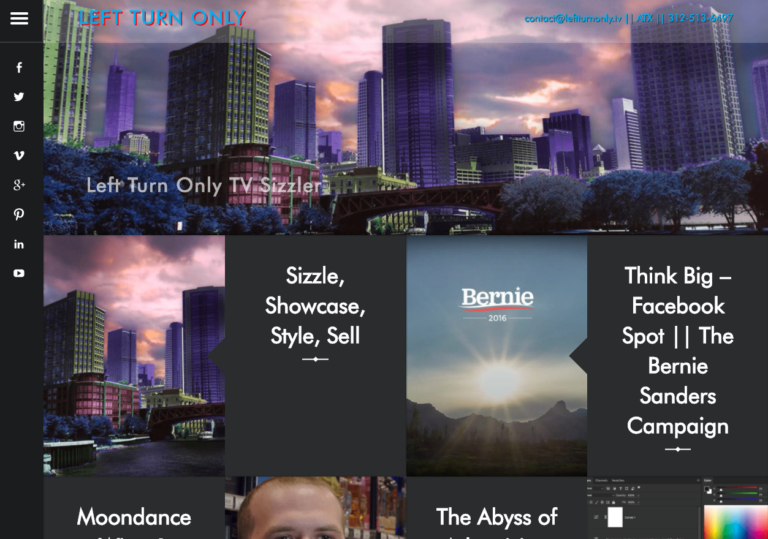 LEFT TURN ONLY
contact@leftturnonly.tv || ATX || 312-513-6497
Left Turn Only TV Sizzler
Sizzle,
Showcase,
Style, Sell
Bernie
2016
Think Big –
Facebook
Spot || The
Bernie
Sanders
Campaign
Moondance
The Abyss of